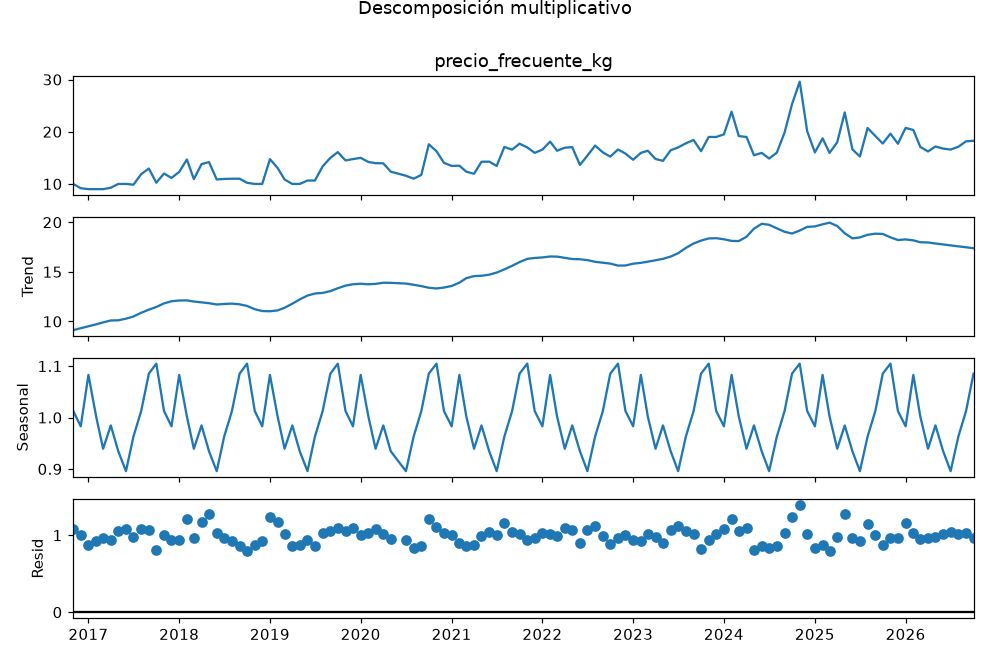 Descomposición multiplicativo
precio_frecuente_kg
30
20
10
20
15
10
Trend
1.1
1.0
0.9
Seasonal
1
0
Resid
2017 2018 2019 2020 2021 2022 2023 2024 2025 2026